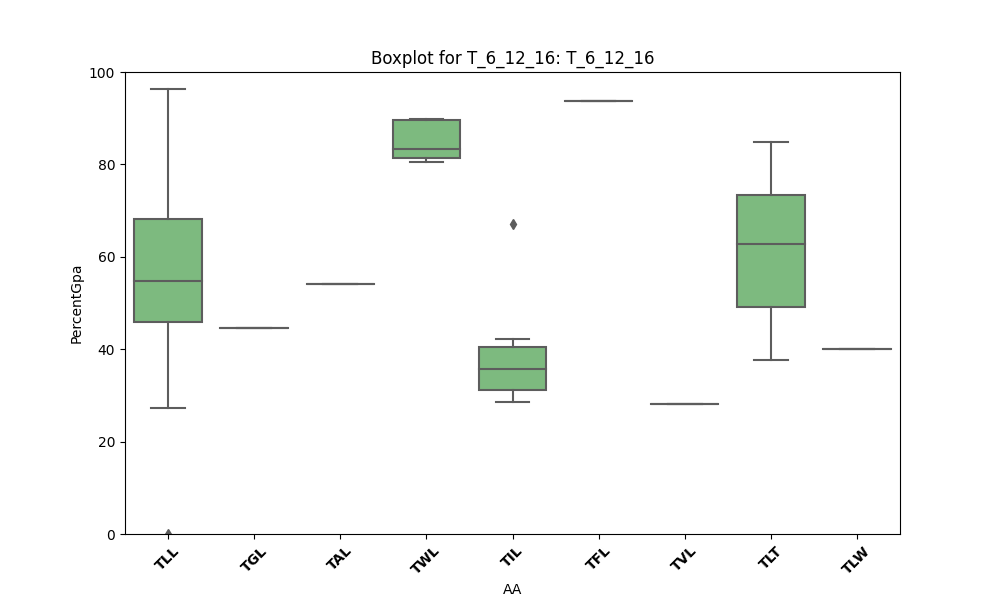 Boxplot for T_6_12_16: T_6_12_16
100
80
60
40
20
0
PercentGpa
TLL
TGL
TAL
TWL
TIL
TFL
TVL
TLT
TLW
AA